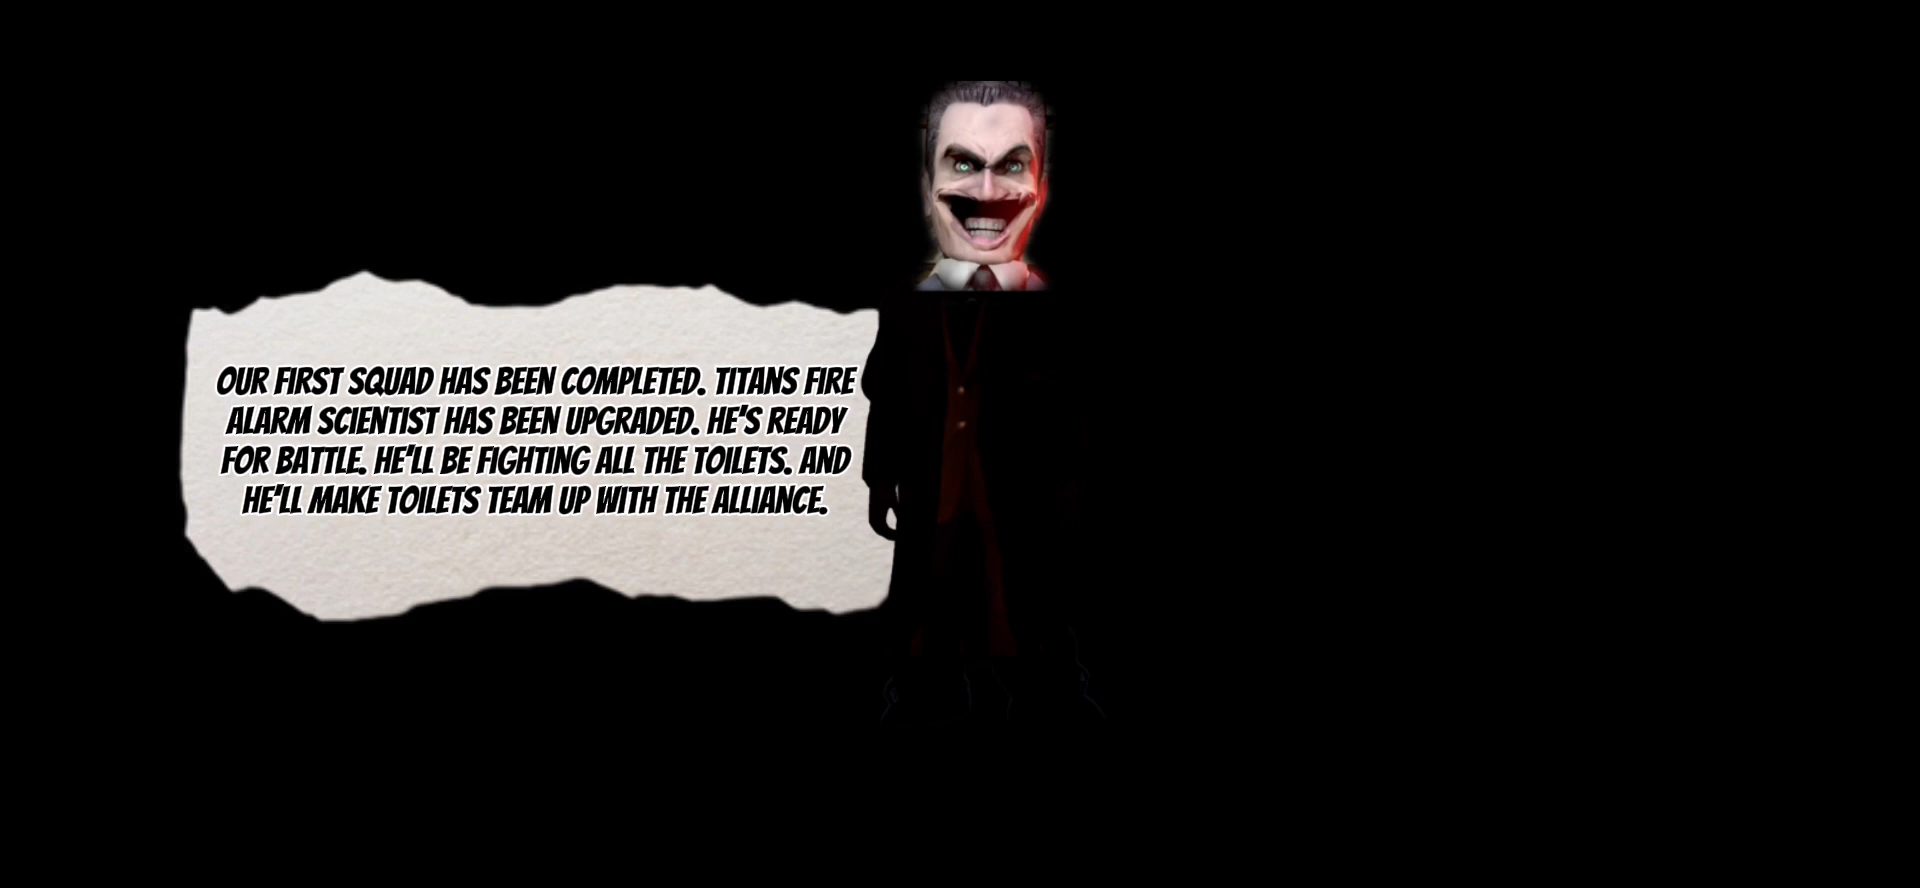 OUR FIRST SQUAD HAS BEEN COMPLETED. TITANS FIRE
ALARM SCIENTIST HAS BEEN UPGRADED. HE'S READY
FOR BATTLE. HE'LL BE FIGHTING ALL THE TOILETS. AND
HE'LL MAKE TOILETS TEAM UP WITH THE ALLIANCE.